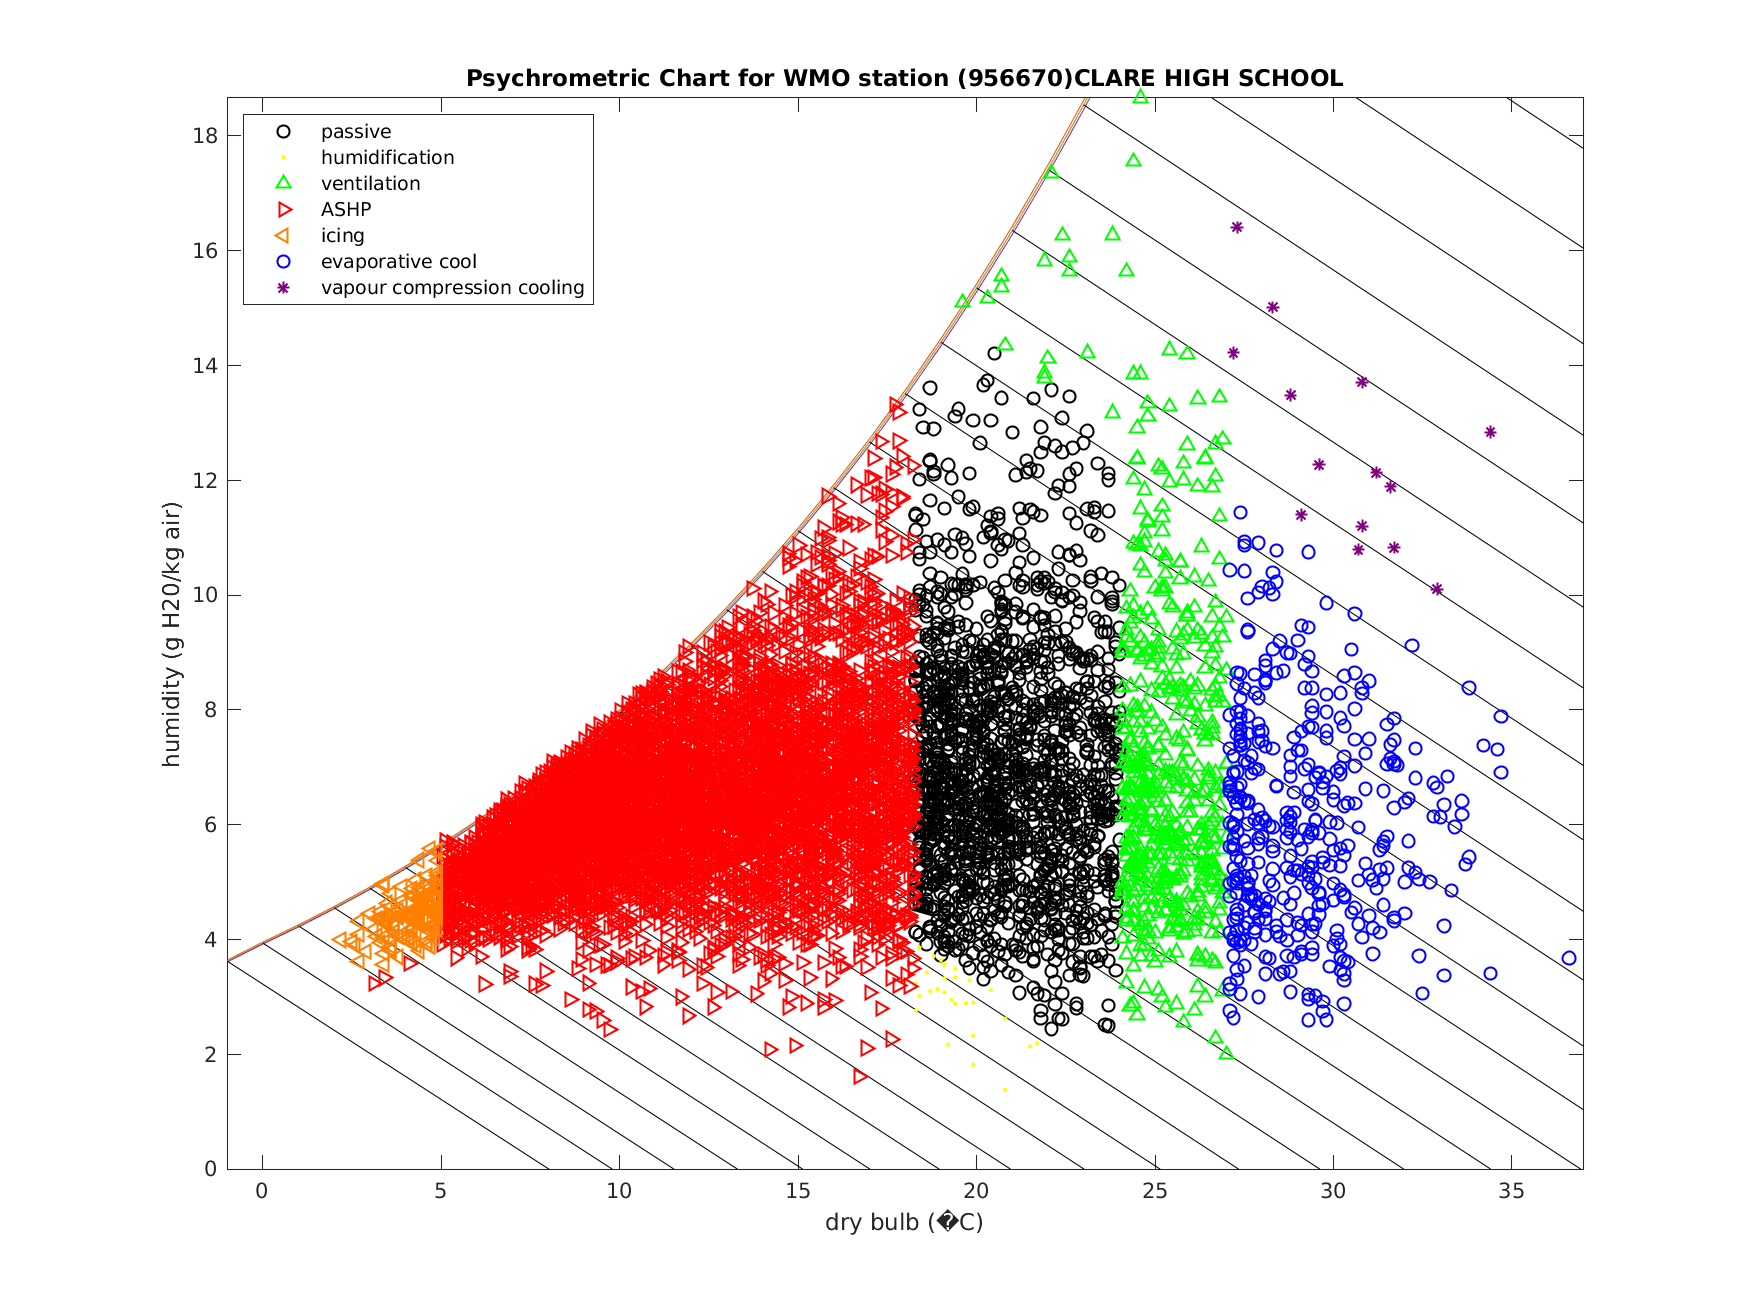 Psychrometric Chart for WMO station (956670)CLARE HIGH SCHOOL
passive
humidification
ventilation
ASHP
icing
evaporative cool
vapour compression cooling
humidity (g H20/kg air)
18
16
14
12
10
8
6
4
2
0
0 5 10 15 20 25 30 35
dry bulb (�C)